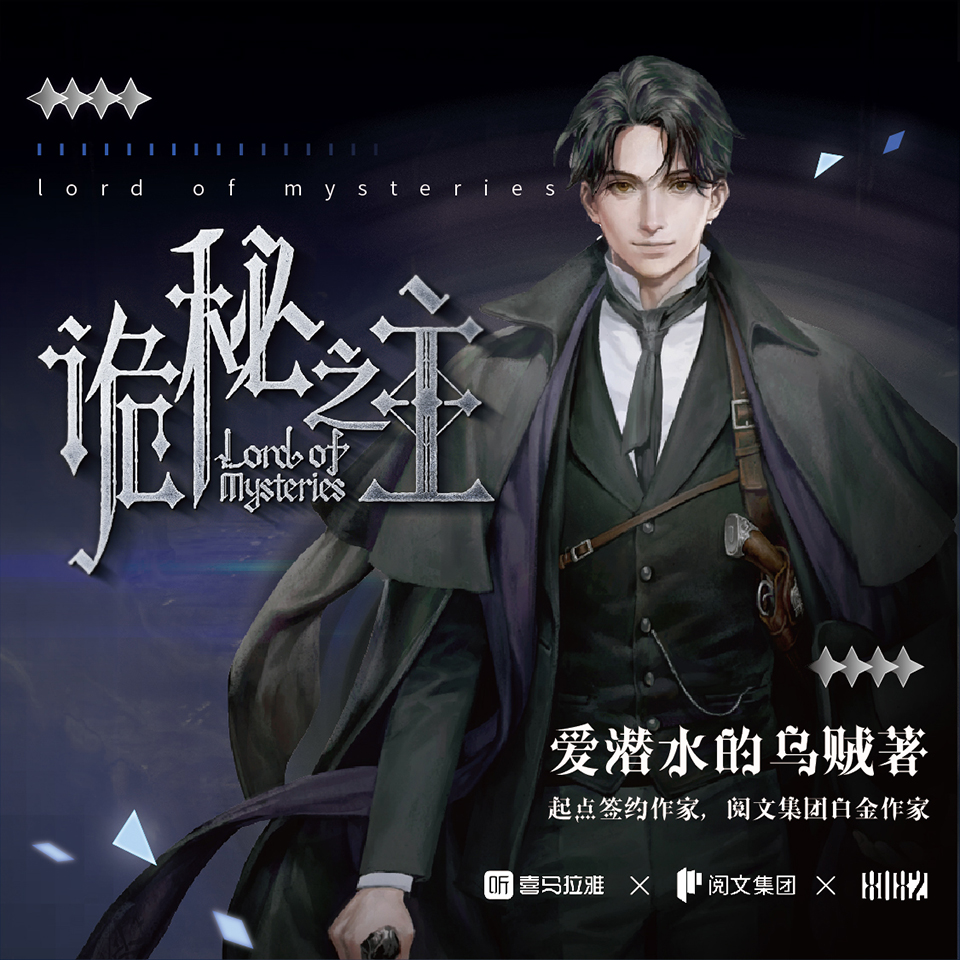 lord of mysteries
诡秘之主
Lord of
Mysteries
爱潜水的乌贼著
起点签约作家，阅文集团白金作家
听 喜马拉雅 × 阅文集团 ×